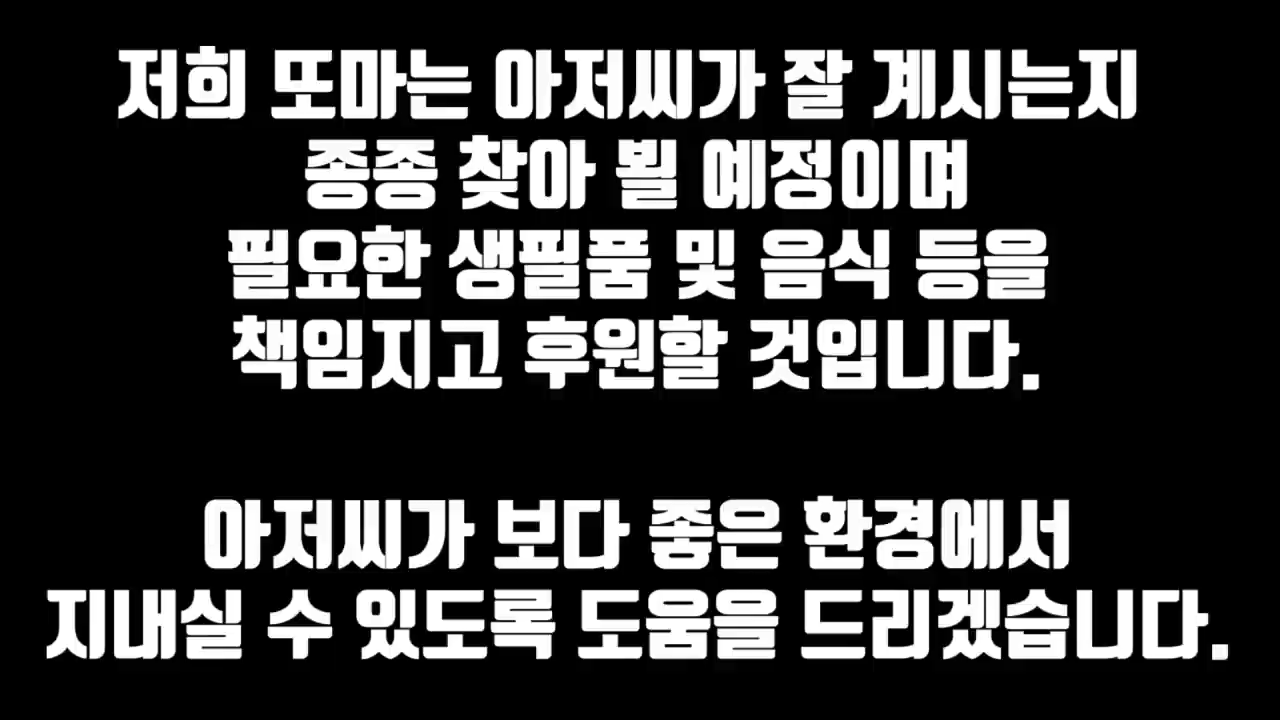 저희 또마는 아저씨가 잘 계시는지
종종 찾아 뵐 예정이며
필요한 생필품 및 음식 등을
책임지고 후원할 것입니다.
아저씨가 보다 좋은 환경에서
지내실 수 있도록 도움을 드리겠습니다.